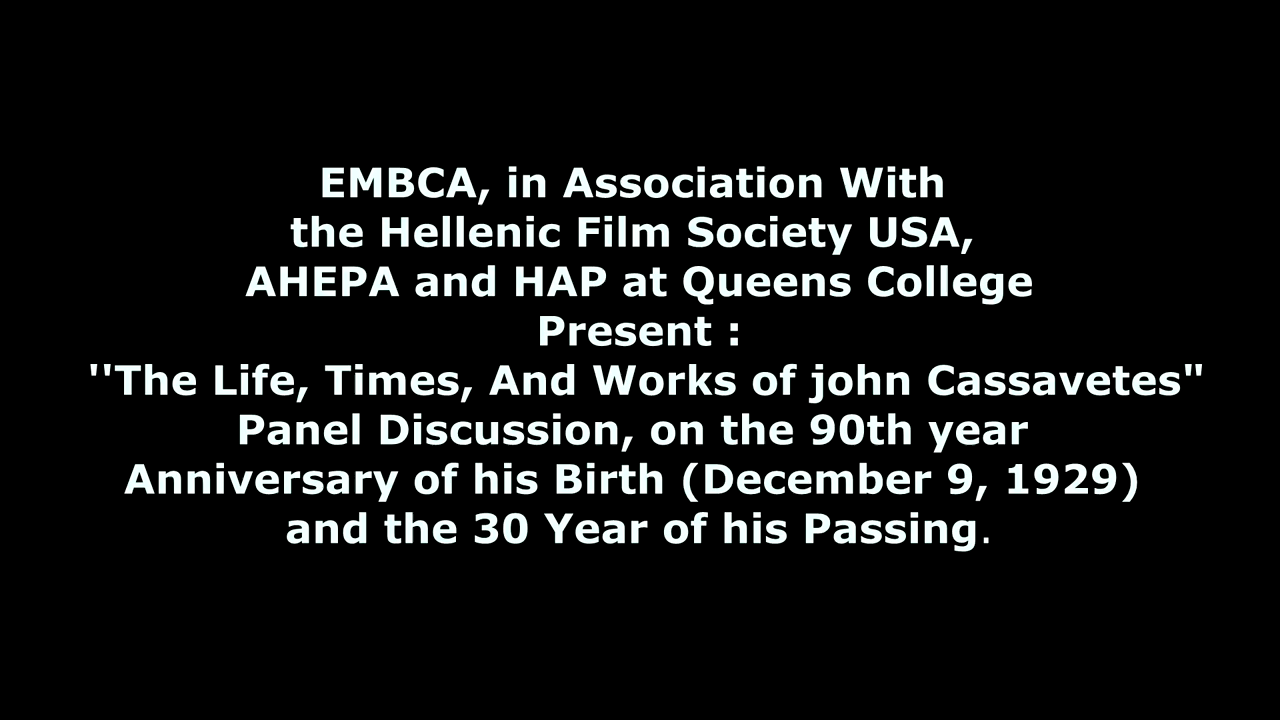 EMBCA, in Association With
the Hellenic Film Society USA,
AHEPA and HAP at Queens College
Present :
''The Life, Times, And Works of john Cassavetes"
Panel Discussion, on the 90th year
Anniversary of his Birth (December 9, 1929)
and the 30 Year of his Passing.